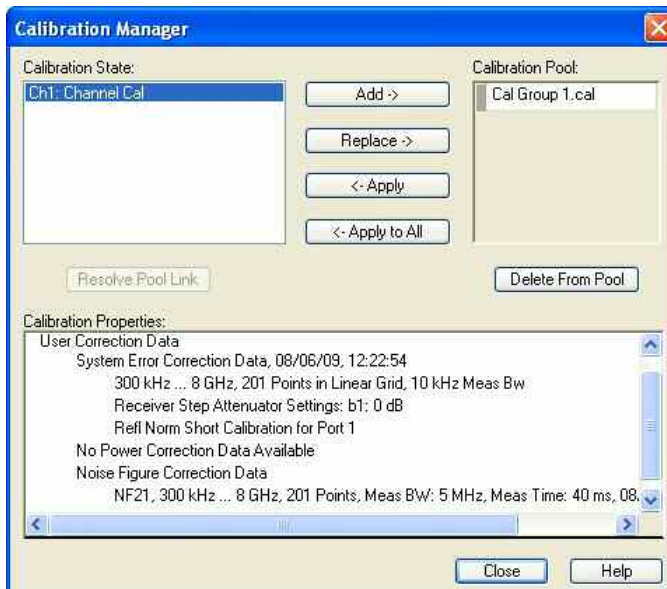 Calibration Manager
Calibration State:
Calibration Pool:
Ch1: Channel Cal
Add ->
Cal Group 1.cal
Replace ->
<- Apply
<- Apply to All
Resolve Pool Link
Delete From Pool
Calibration Properties:
User Correction Data
System Error Correction Data, 08/06/09, 12:22:54
300 kHz ... 8 GHz, 201 Points in Linear Grid, 10 kHz Meas Bw
Receiver Step Attenuator Settings: b1: 0 dB
Refl Norm Short Calibration for Port 1
No Power Correction Data Available
Noise Figure Correction Data
NF21, 300 kHz ... 8 GHz, 201 Points, Meas BW: 5 MHz, Meas Time: 40 ms, 08.
Close
Help